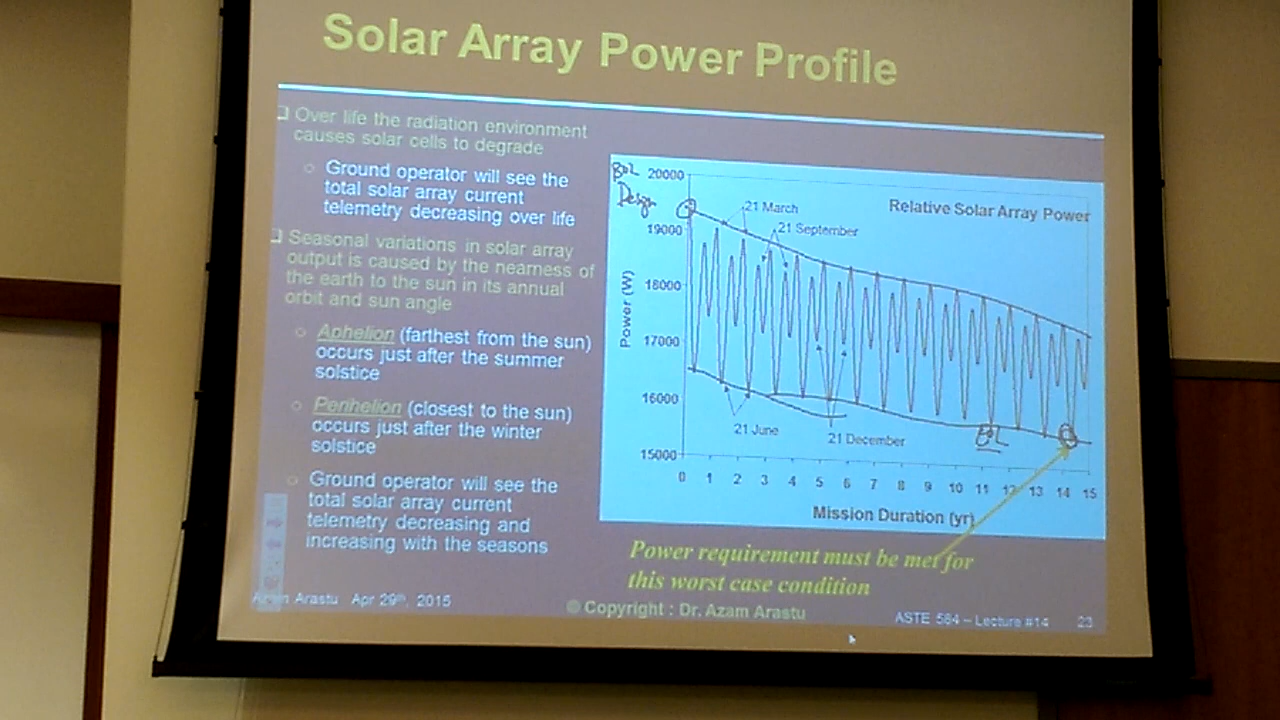 Solar Array Power Profile
Over life the radiation environment
causes solar cells to degrade
Ground operator will see the
total solar array current
telemetry decreasing over life
Seasonal variations in solar array
output is caused by the nearness of
the earth to the sun in its annual
orbit and sun angle
Aphelion (farthest from the sun)
occurs just after the summer
solstice
Perihelion (closest to the sun)
occurs just after the winter
solstice
Ground operator will see the
total solar array current
telemetry decreasing and
increasing with the seasons
BOL
Design
Relative Solar Array Power
21 March
21 September
Power (W)
20000
19000
18000
17000
16000
15000
21 June
21 December
EOL
0 1 2 3 4 5 6 7 8 9 10 11 12 13 14 15
Mission Duration (yr)
Power requirement must be met for
this worst case condition
Azam Arastu Apr 29th, 2015
© Copyright : Dr. Azam Arastu
ASTE 584 – Lecture #14 23